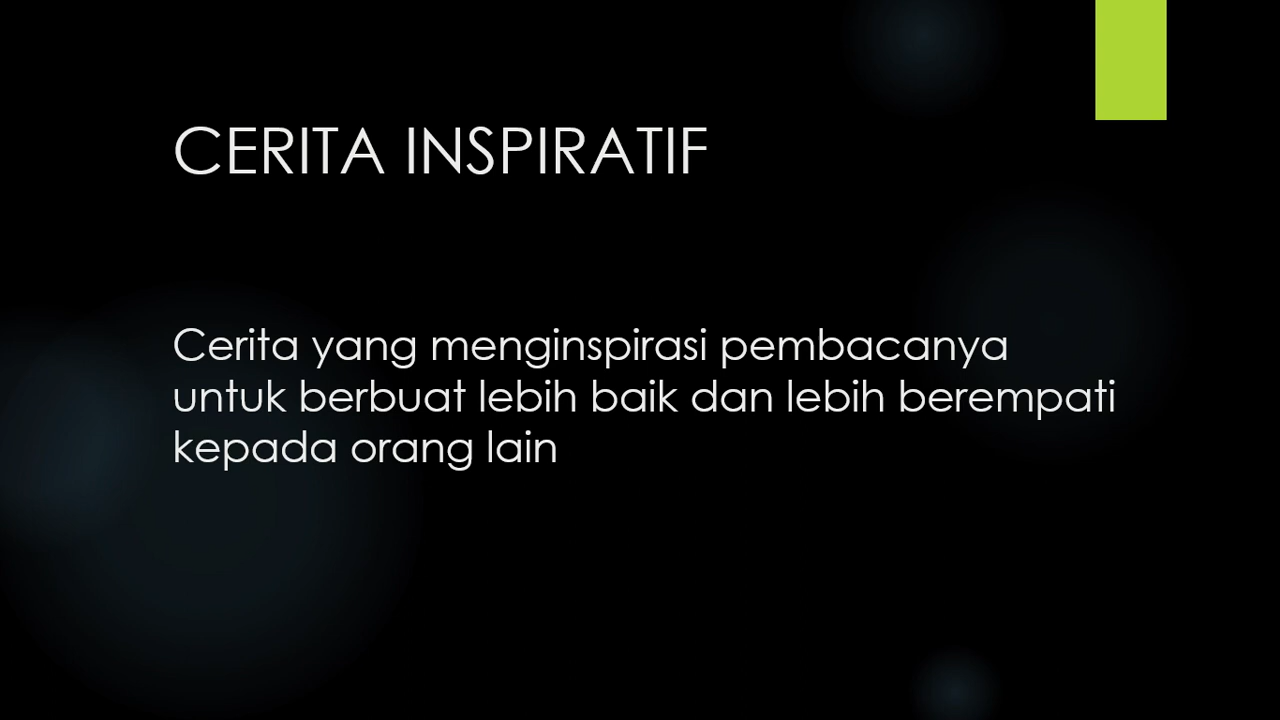 CERITA INSPIRATIF
Cerita yang menginspirasi pembacanya
untuk berbuat lebih baik dan lebih berempati
kepada orang lain